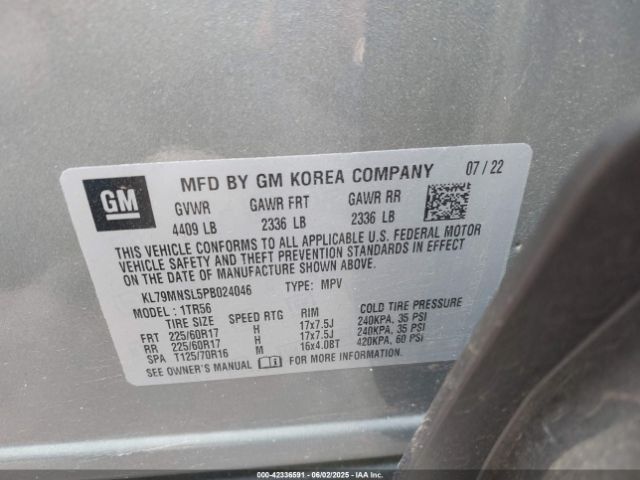 GM
MFD BY GM KOREA COMPANY 07 / 22
GVWR GAWR FRT GAWR RR
4409 LB 2336 LB 2336 LB
THIS VEHICLE CONFORMS TO ALL APPLICABLE U.S. FEDERAL MOTOR
VEHICLE SAFETY AND THEFT PREVENTION STANDARDS IN EFFECT
ON THE DATE OF MANUFACTURE SHOWN ABOVE.
KL79MNSL5PB024046 TYPE: MPV
MODEL : 1TR56
TIRE SIZE SPEED RTG RIM COLD TIRE PRESSURE
FRT 225/60R17 H 17x7.5J 240KPA, 35 PSI
RR 225/60R17 H 17x7.5J 240KPA, 35 PSI
SPA T125/70R16 M 16x4.0BT 420KPA, 60 PSI
SEE OWNER'S MANUAL FOR MORE INFORMATION
000-42336591 06/02/2025 © IAA, Inc.